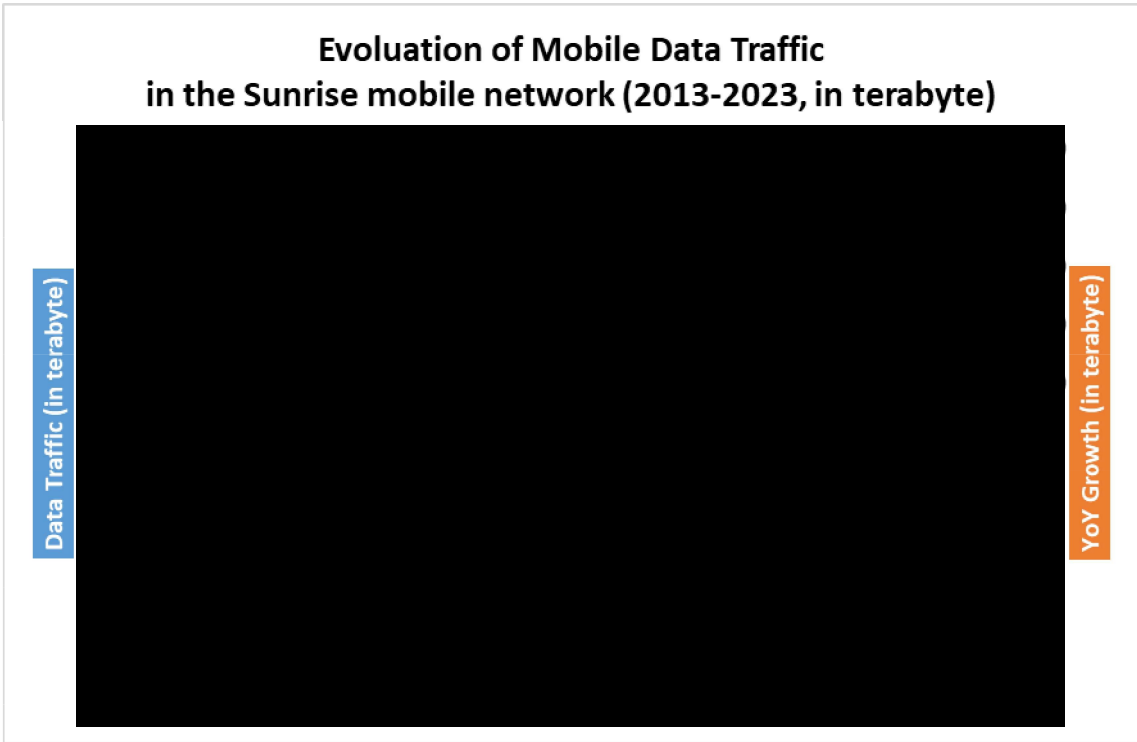 Evoluation of Mobile Data Traffic
in the Sunrise mobile network (2013-2023, in terabyte)
Data Traffic (in terabyte)
YoY Growth (in terabyte)